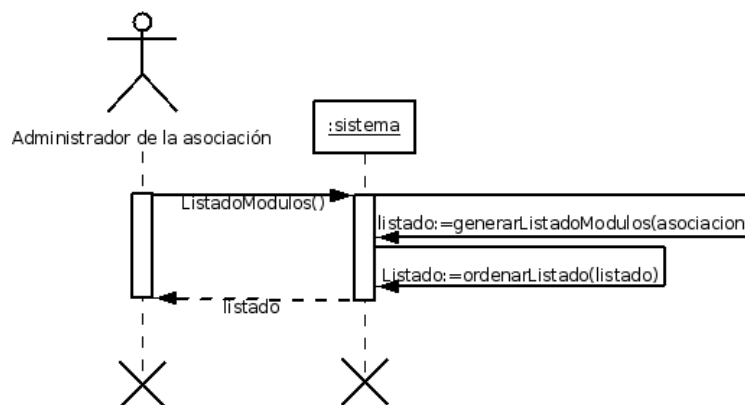 Administrador de la asociación
:sistema
ListadoModulos()
listado:=generarListadoModulos(asociacion
Listado:=ordenarListado(listado)
listado